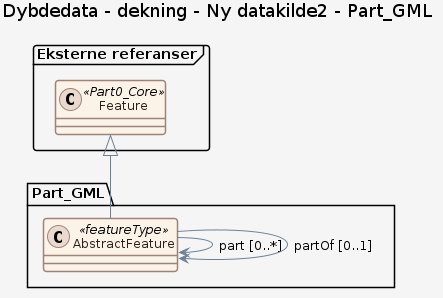 Dybdedata - dekning - Ny datakilde2 - Part_GML
Eksterne referanser
C «Part0_Core»
Feature
Part_GML
C «featureType»
AbstractFeature
part [0..*] partOf [0..1]